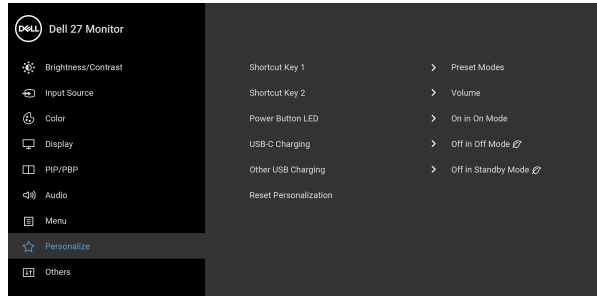 DELL Dell 27 Monitor
Brightness/Contrast
Input Source
Color
Display
PIP/PBP
Audio
Menu
Personalize
Others
Shortcut Key 1 Preset Modes
Shortcut Key 2 Volume
Power Button LED On in On Mode
USB-C Charging Off in Off Mode
Other USB Charging Off in Standby Mode
Reset Personalization